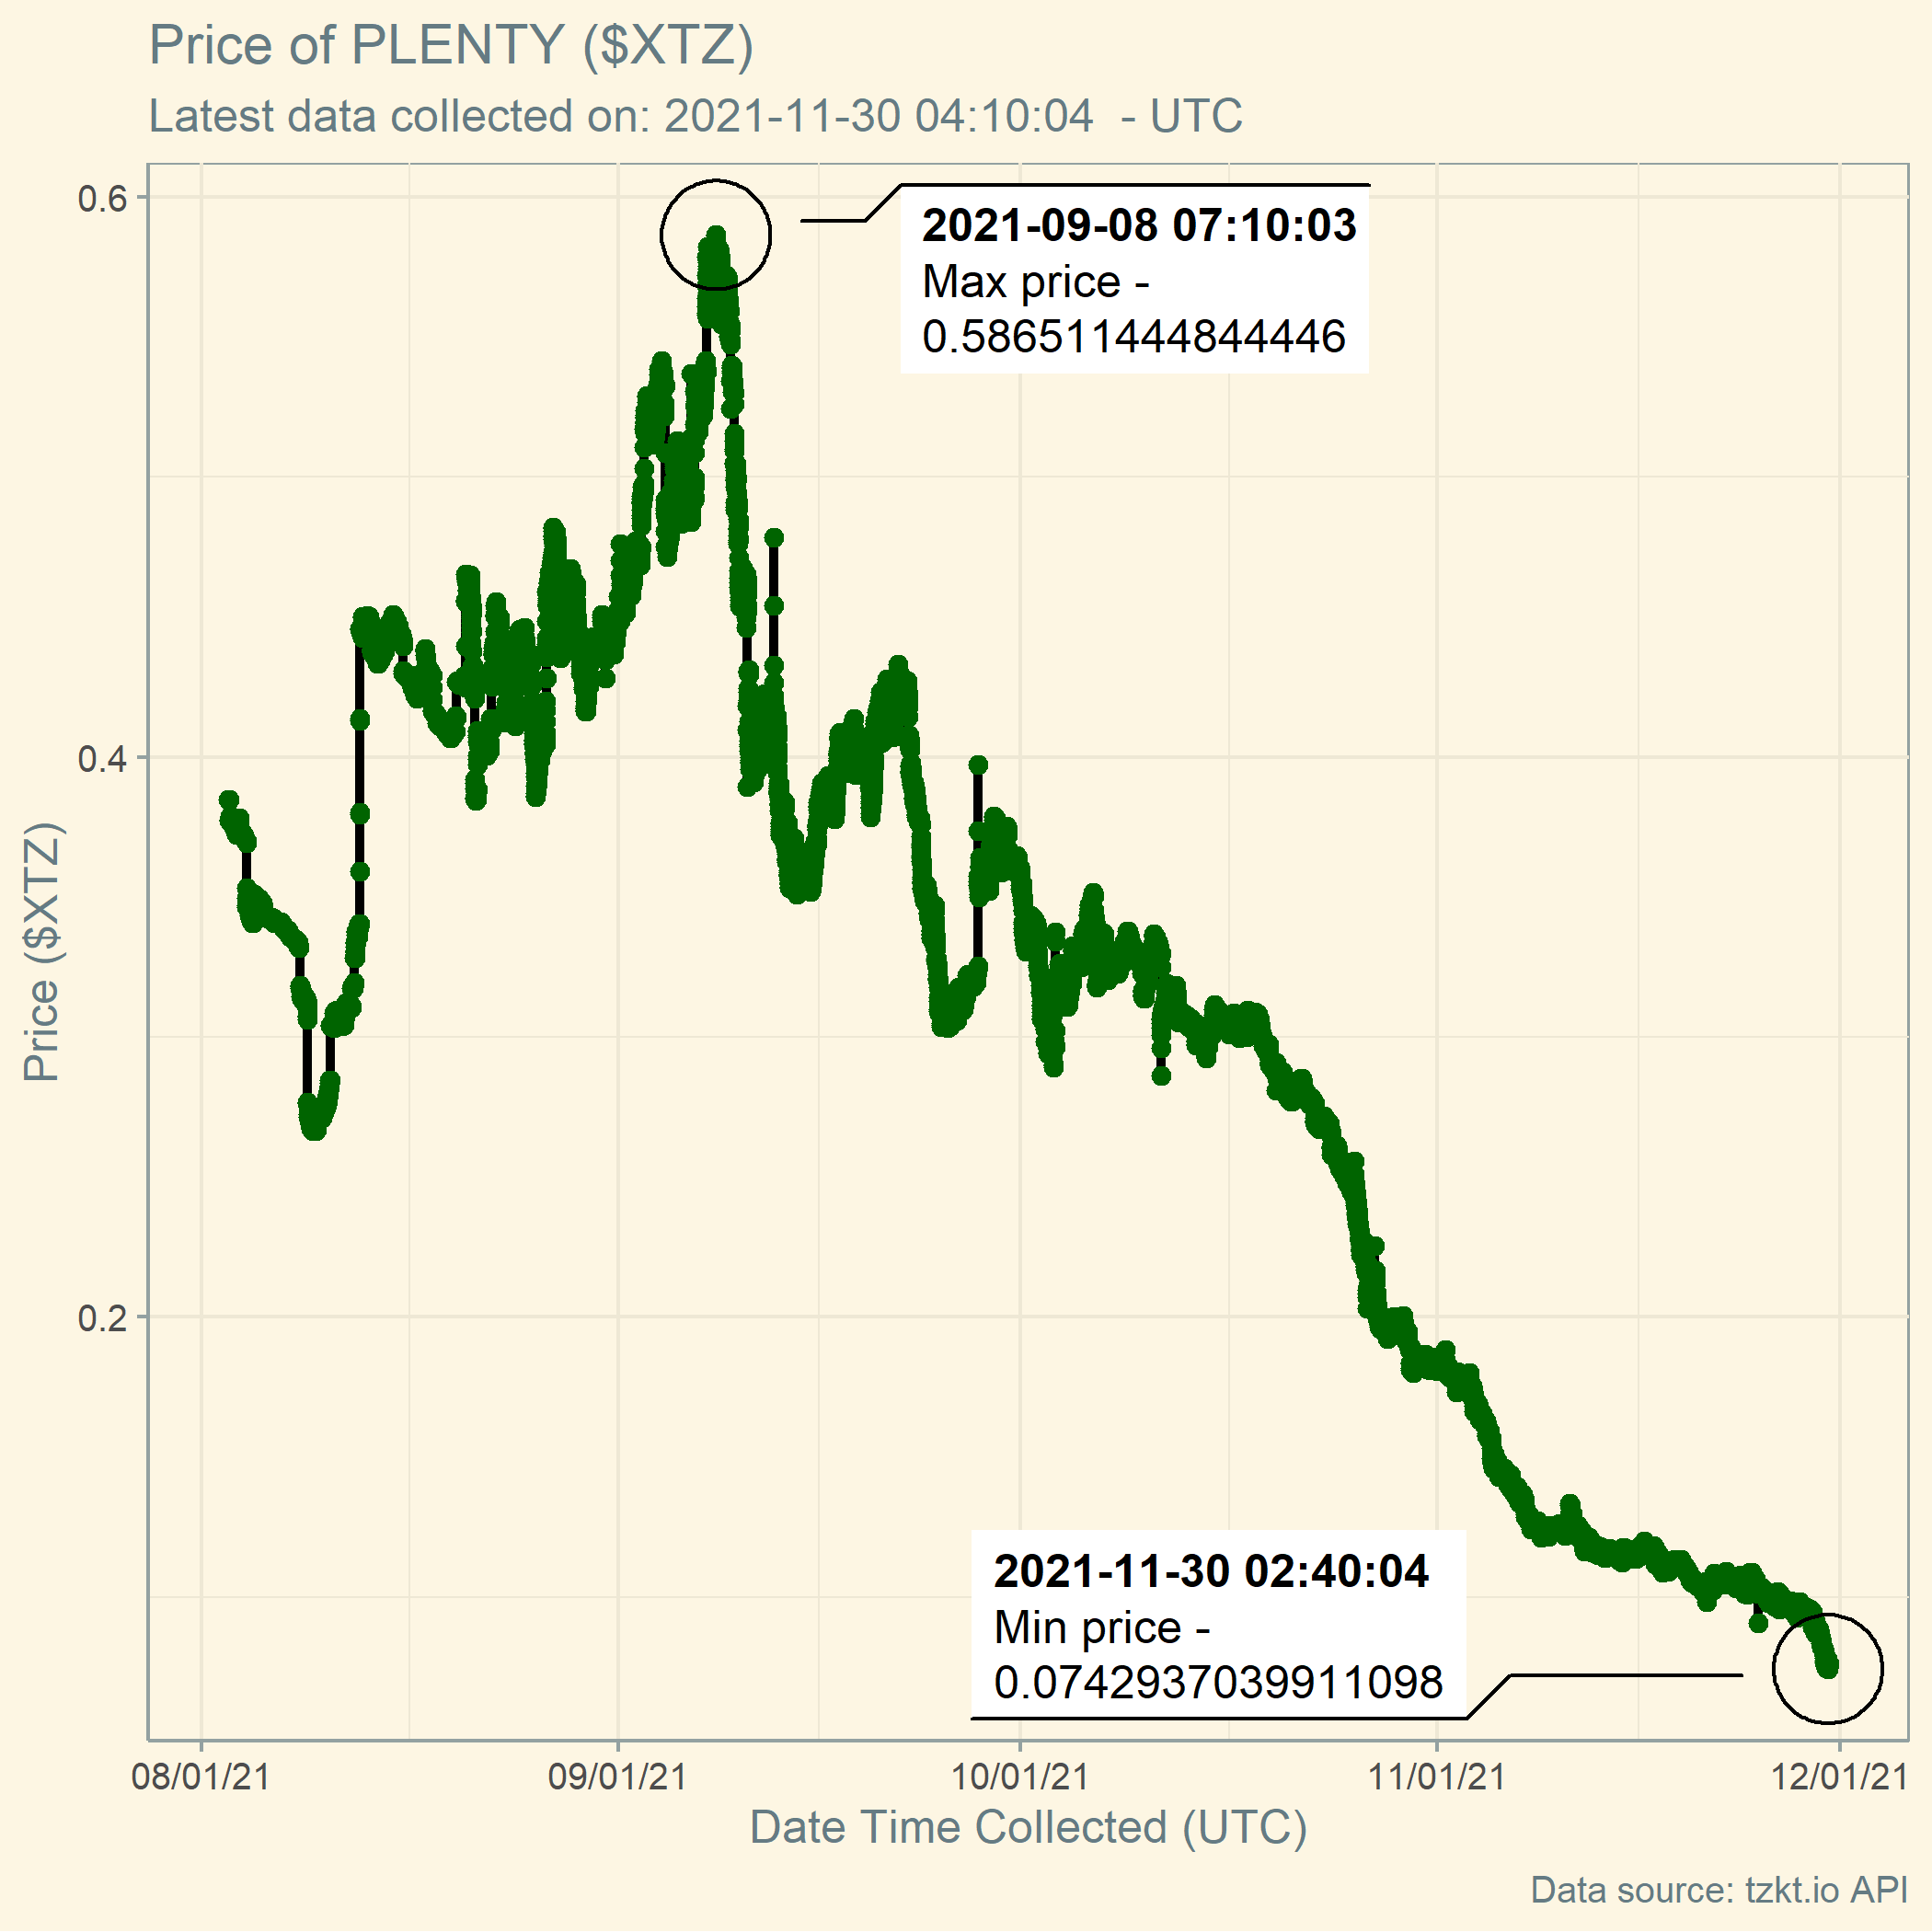 Price of PLENTY ($XTZ)
Latest data collected on: 2021-11-30 04:10:04  - UTC
0.6
2021-09-08 07:10:03
Max price -
0.586511444844446
0.4
Price ($XTZ)
0.2
2021-11-30 02:40:04
Min price -
0.0742937039911098
08/01/21 09/01/21 10/01/21 11/01/21 12/01/21
Date Time Collected (UTC)
Data source: tzkt.io API